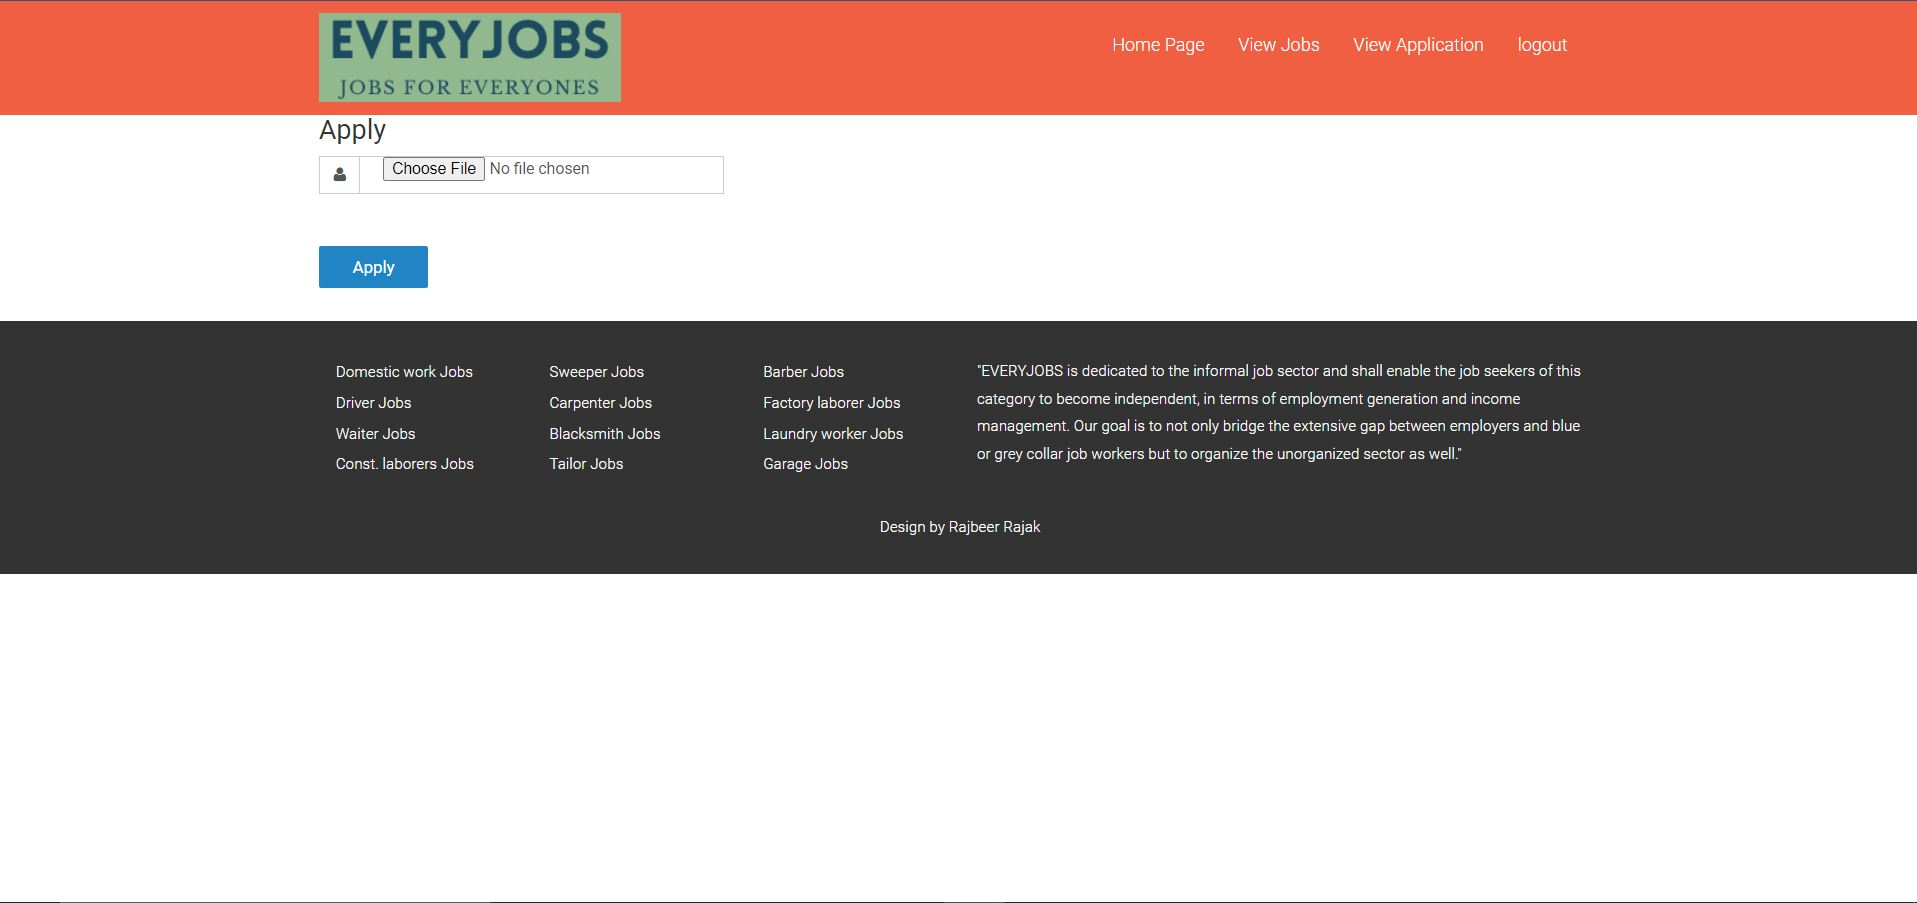 EVERYJOBS
JOBS FOR EVERYONES
Home Page View Jobs View Application logout
Apply
Choose File No file chosen
Apply
Domestic work Jobs
Driver Jobs
Waiter Jobs
Const. laborers Jobs
Sweeper Jobs
Carpenter Jobs
Blacksmith Jobs
Tailor Jobs
Barber Jobs
Factory laborer Jobs
Laundry worker Jobs
Garage Jobs
"EVERYJOBS is dedicated to the informal job sector and shall enable the job seekers of this
category to become independent, in terms of employment generation and income
management. Our goal is to not only bridge the extensive gap between employers and blue
or grey collar job workers but to organize the unorganized sector as well."
Design by Rajbeer Rajak